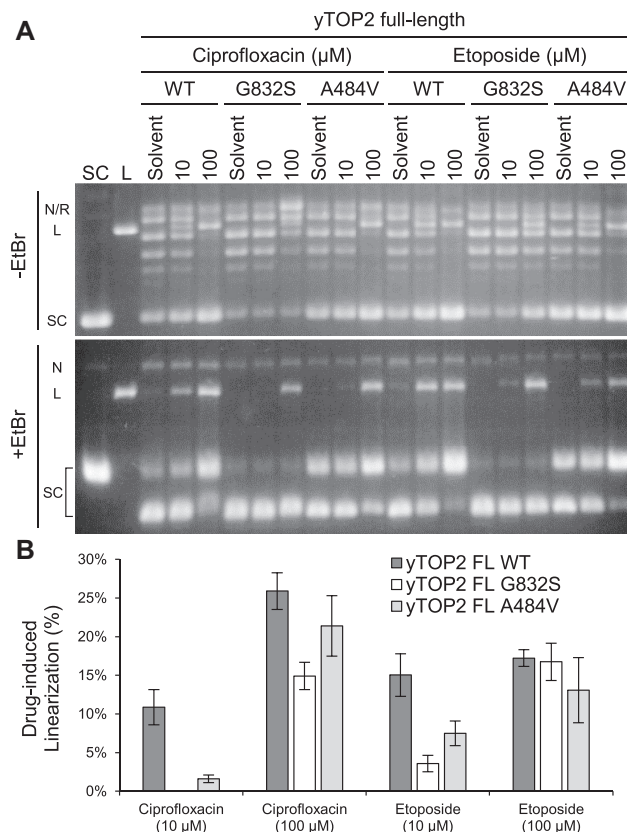 A
yTOP2 full-length
Ciprofloxacin (µM) Etoposide (µM)
WT G832S A484V WT G832S A484V
SC L Solvent 10 100 Solvent 10 100 Solvent 10 100 Solvent 10 100 Solvent 10 100 Solvent 10 100
-EtBr
N/R
L
SC
+EtBr
N
L
SC
B
Drug-induced
Linearization (%)
30%
25%
20%
15%
10%
5%
0%
yTOP2 FL WT
yTOP2 FL G832S
yTOP2 FL A484V
Ciprofloxacin Ciprofloxacin Etoposide Etoposide
(10 µM) (100 µM) (10 µM) (100 µM)